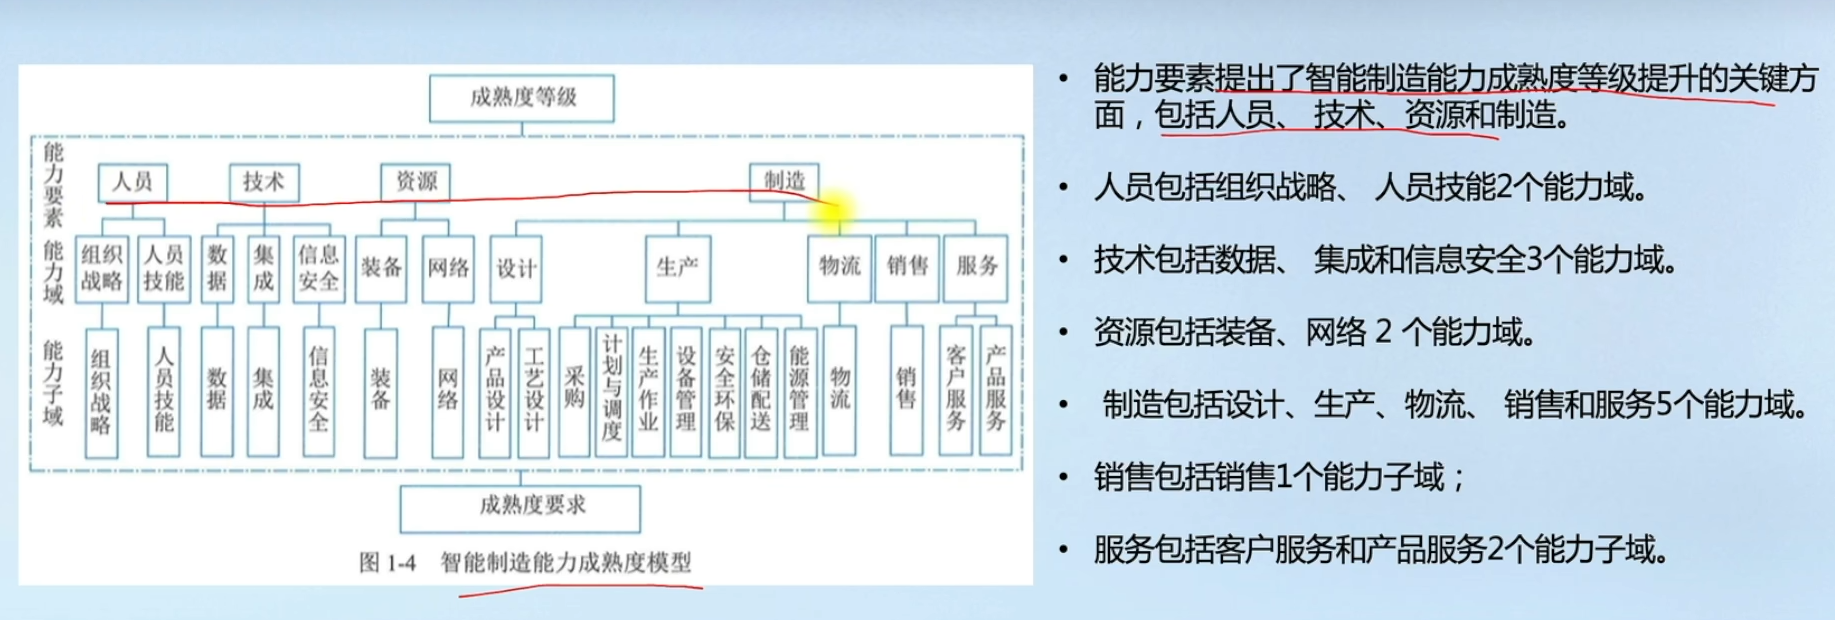 成熟度等级
能力要素
人员
技术
资源
制造
能力域
组织
战略
人员
技能
数据
集成
信息
安全
装备
网络
设计
生产
物流
销售
服务
能力子域
组织战略
人员技能
数据
集成
信息安全
装备
网络
产品设计
工艺设计
采购
计划与调度
生产作业
设备管理
安全环保
仓储配送
能源管理
物流
销售
客户服务
产品服务
成熟度要求
图 1-4 智能制造能力成熟度模型
• 能力要素提出了智能制造能力成熟度等级提升的关键方
面，包括人员、 技术、资源和制造。
• 人员包括组织战略、 人员技能2个能力域。
• 技术包括数据、 集成和信息安全3个能力域。
• 资源包括装备、网络 2 个能力域。
• 制造包括设计、生产、物流、 销售和服务5个能力域。
• 销售包括销售1个能力子域；
• 服务包括客户服务和产品服务2个能力子域。